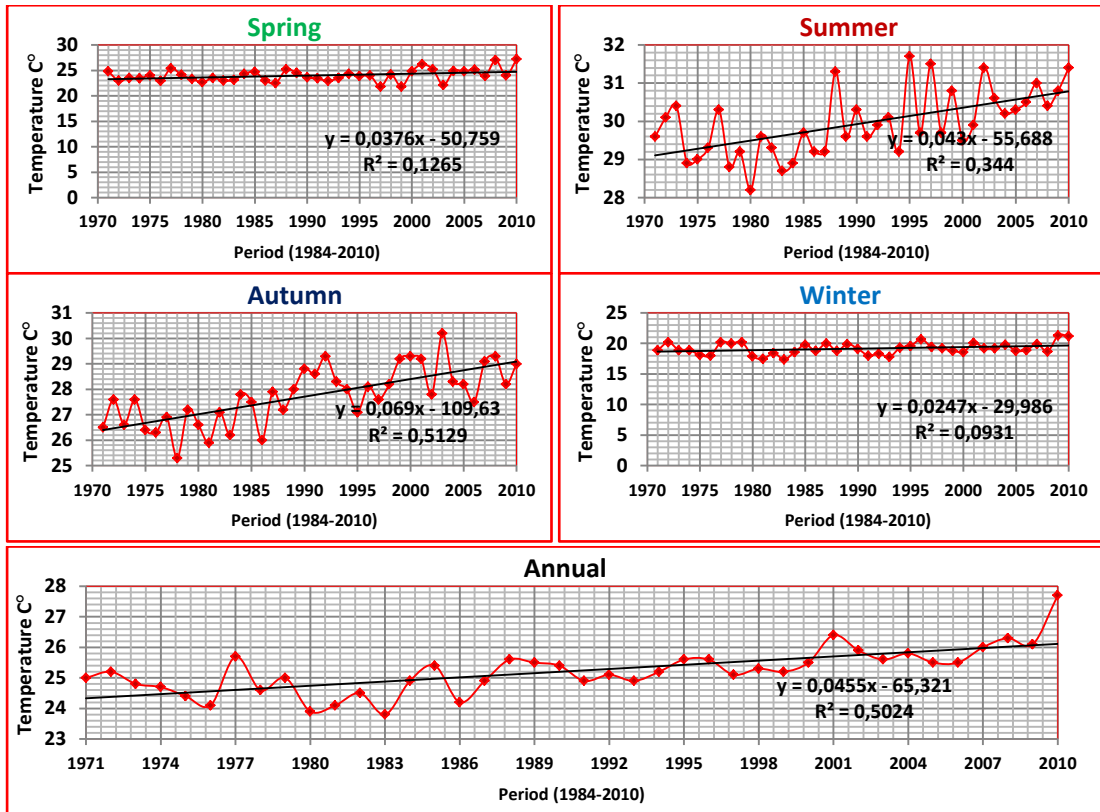 Spring
Temperature C°
30
25
20
15
10
5
0
y = 0,0376x - 50,759
R² = 0,1265
1970 1975 1980 1985 1990 1995 2000 2005 2010
Period (1984-2010)
Summer
Temperature C°
32
31
30
29
28
y = 0,043x - 55,688
R² = 0,344
1970 1975 1980 1985 1990 1995 2000 2005 2010
Period (1984-2010)
Autumn
Temperature C°
31
30
29
28
27
26
25
y = 0,069x - 109,63
R² = 0,5129
1970 1975 1980 1985 1990 1995 2000 2005 2010
Period (1984-2010)
Winter
Temperature C°
25
20
15
10
5
0
y = 0,0247x - 29,986
R² = 0,0931
1970 1975 1980 1985 1990 1995 2000 2005 2010
Period (1984-2010)
Annual
Temperature C°
28
27
26
25
24
23
y = 0,0455x - 65,321
R² = 0,5024
1971 1974 1977 1980 1983 1986 1989 1992 1995 1998 2001 2004 2007 2010
Period (1984-2010)